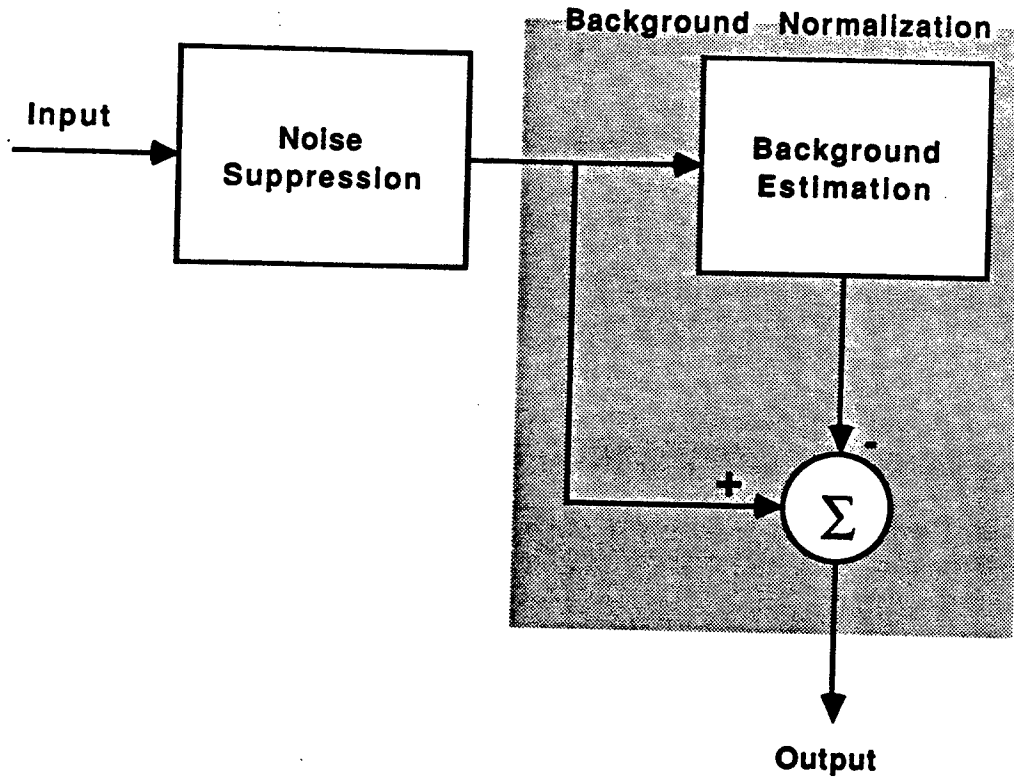 Background Normalization
Input
Noise
Suppression
Background
Estimation
-
+
Σ
Output